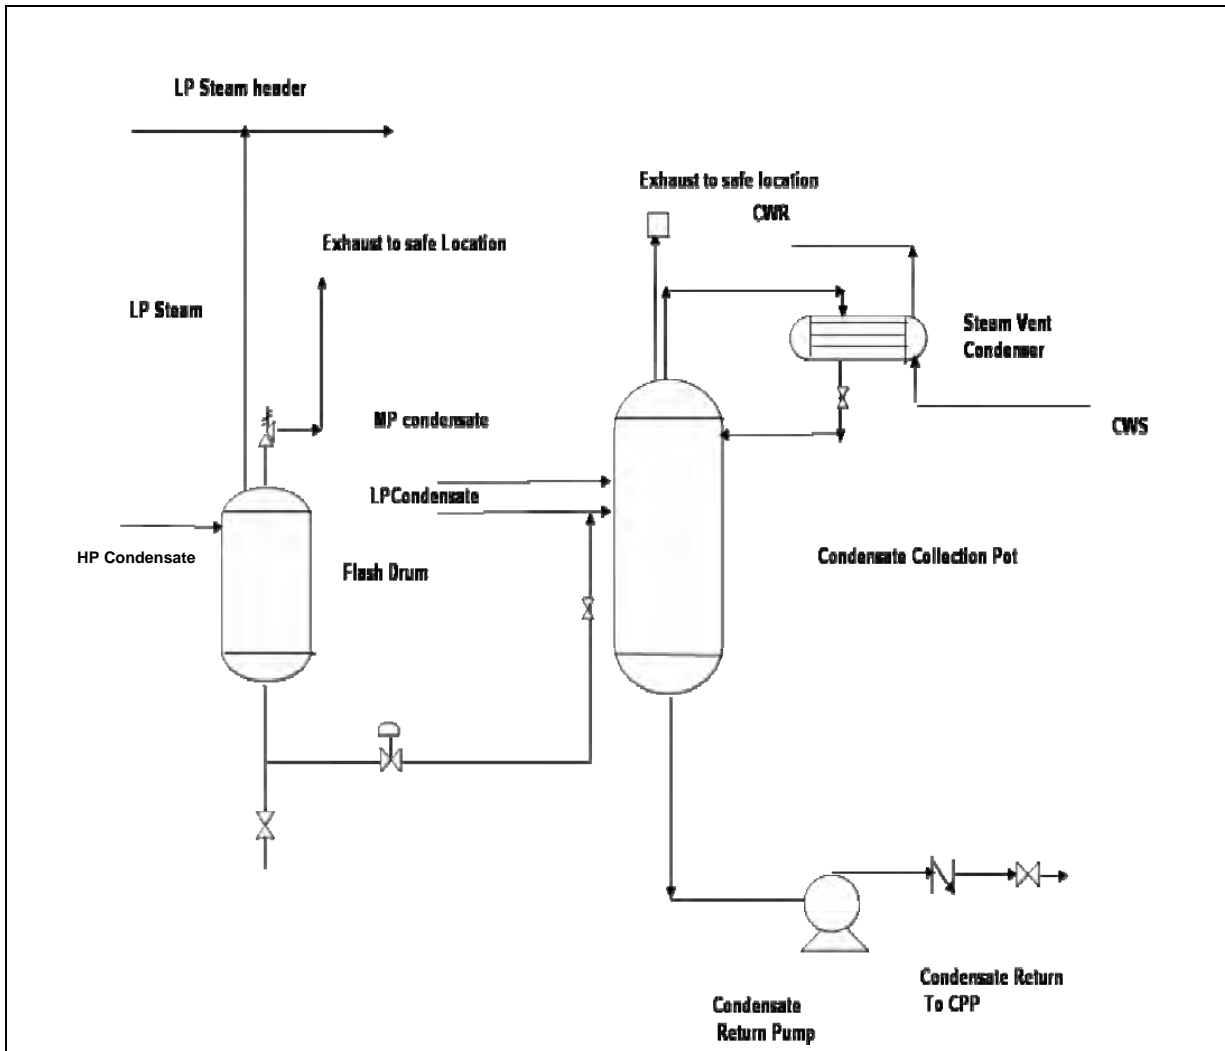 LP Steam header
Exhaust to safe location
CWR
Exhaust to safe Location
LP Steam
Steam Vent
Condenser
MP condensate
CWS
LPCondensate
HP Condensate
Flash Drum
Condensate Collection Pot
Condensate Return
To CPP
Condensate
Return Pump